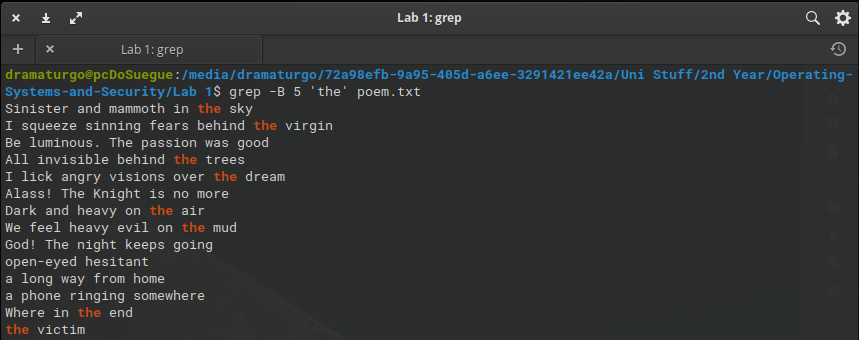 Lab 1: grep
Lab 1: grep
dramaturgo@pcDoSuegue:/media/dramaturgo/72a98efb-9a95-405d-a6ee-3291421ee42a/Uni Stuff/2nd Year/Operating-
Systems-and-Security/Lab 1$ grep -B 5 'the' poem.txt
Sinister and mammoth in the sky
I squeeze sinning fears behind the virgin
Be luminous. The passion was good
All invisible behind the trees
I lick angry visions over the dream
Alass! The Knight is no more
Dark and heavy on the air
We feel heavy evil on the mud
God! The night keeps going
open-eyed hesitant
a long way from home
a phone ringing somewhere
Where in the end
the victim